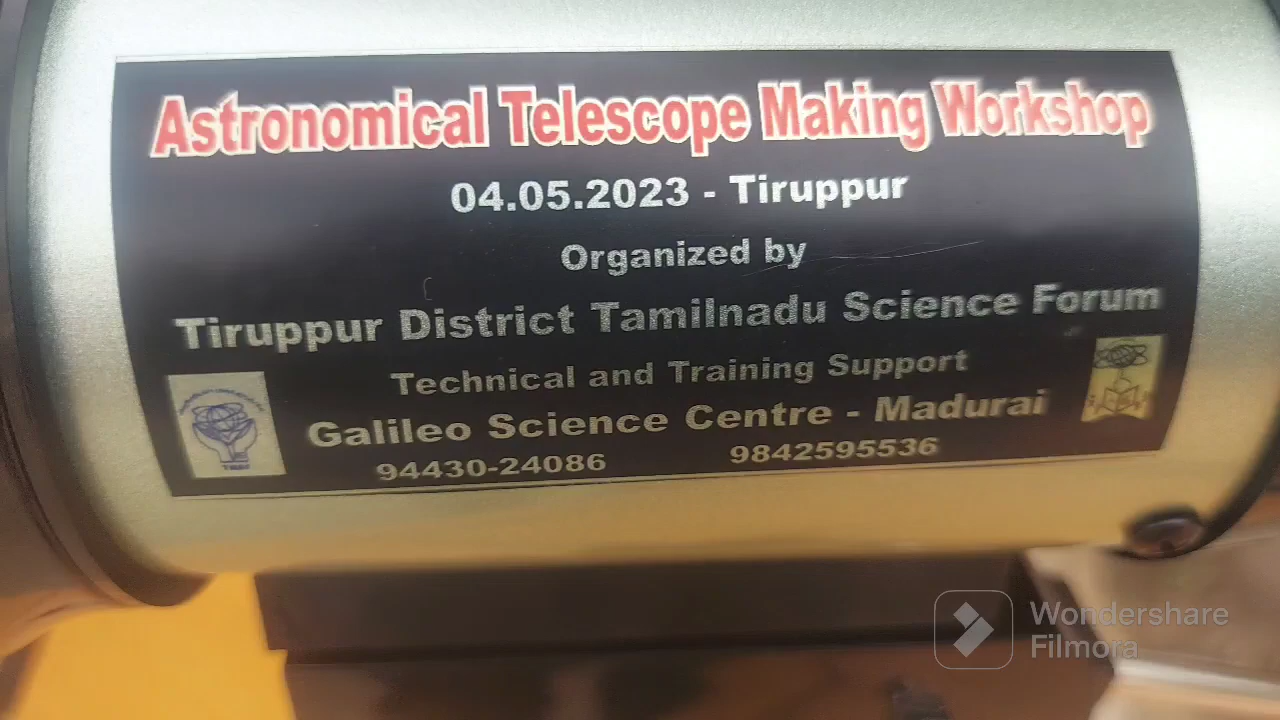 Astronomical Telescope Making Workshop
04.05.2023 - Tiruppur
Organized by
Tiruppur District Tamilnadu Science Forum
Technical and Training Support
Galileo Science Centre - Madurai
94430-24086 9842595536
Wondershare
Filmora